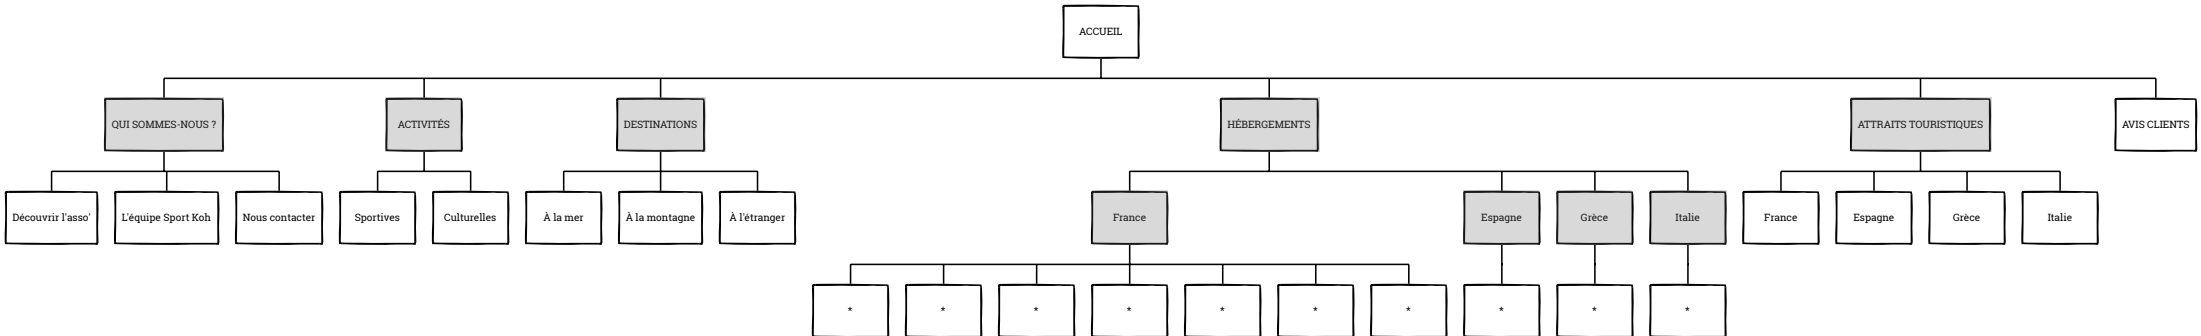 ACCUEIL
QUI SOMMES-NOUS ?
ACTIVITÉS
DESTINATIONS
HÉBERGEMENTS
ATTRAITS TOURISTIQUES
AVIS CLIENTS
Découvrir l'asso'
L'équipe Sport Koh
Nous contacter
Sportives
Culturelles
À la mer
À la montagne
À l'étranger
France
Espagne
Grèce
Italie
France
Espagne
Grèce
Italie
*
*
*
*
*
*
*
*
*
*